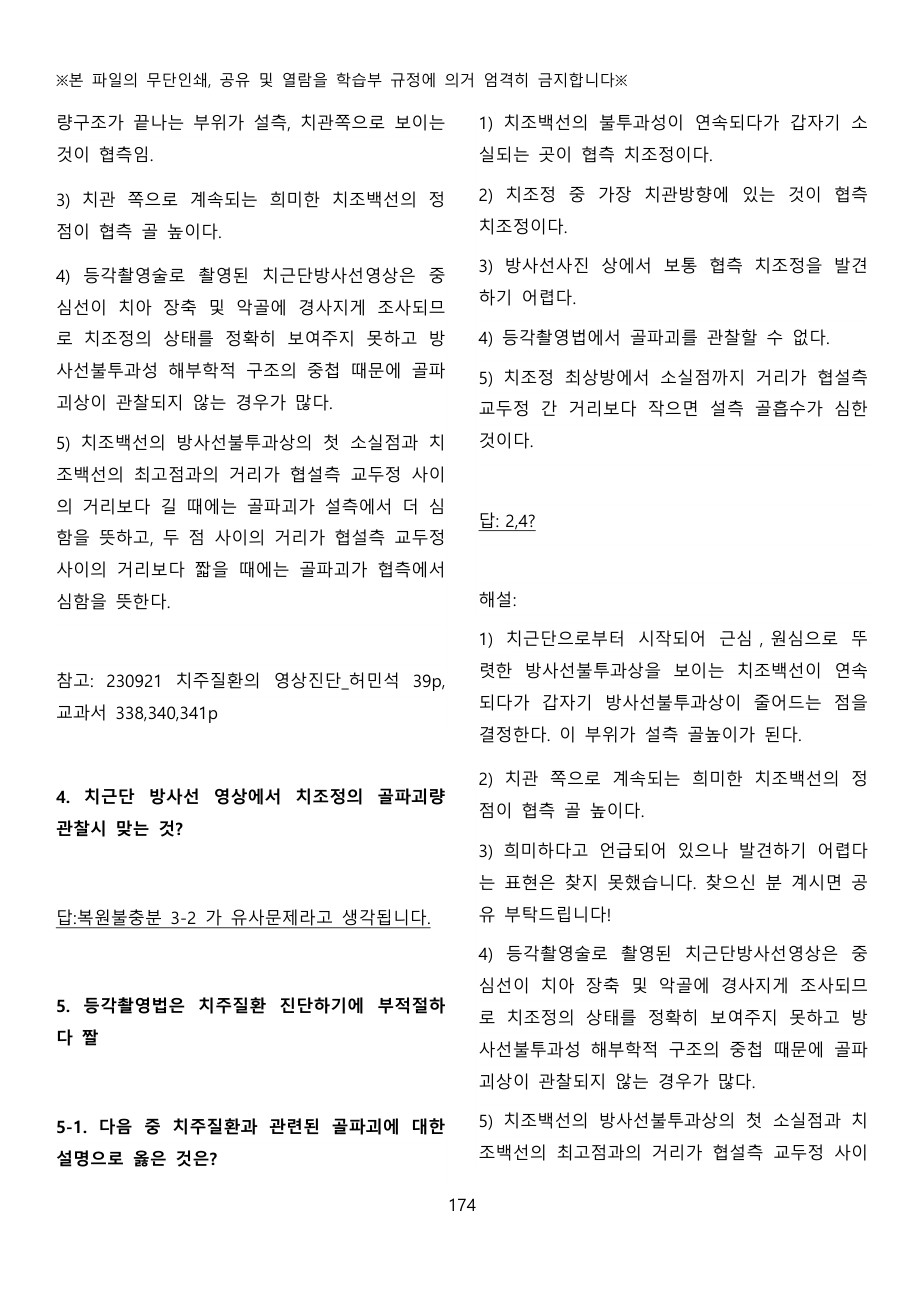 ※본 파일의 무단인쇄, 공유 및 열람을 학습부 규정에 의거 엄격히 금지합니다※
량구조가 끝나는 부위가 설측, 치관쪽으로 보이는
것이 협측임.
3) 치관 쪽으로 계속되는 희미한 치조백선의 정
점이 협측 골 높이다.
4) 등각촬영술로 촬영된 치근단방사선영상은 중
심선이 치아 장축 및 악골에 경사지게 조사되므
로 치조정의 상태를 정확히 보여주지 못하고 방
사선불투과성 해부학적 구조의 중첩 때문에 골파
괴상이 관찰되지 않는 경우가 많다.
5) 치조백선의 방사선불투과상의 첫 소실점과 치
조백선의 최고점과의 거리가 협설측 교두정 사이
의 거리보다 길 때에는 골파괴가 설측에서 더 심
함을 뜻하고, 두 점 사이의 거리가 협설측 교두정
사이의 거리보다 짧을 때에는 골파괴가 협측에서
심함을 뜻한다.
참고: 230921 치주질환의 영상진단_허민석 39p,
교과서 338,340,341p
4. 치근단 방사선 영상에서 치조정의 골파괴량
관찰시 맞는 것?
답:복원불충분 3-2 가 유사문제라고 생각됩니다.
5. 등각촬영법은 치주질환 진단하기에 부적절하
다 짤
5-1. 다음 중 치주질환과 관련된 골파괴에 대한
설명으로 옳은 것은?
1) 치조백선의 불투과성이 연속되다가 갑자기 소
실되는 곳이 협측 치조정이다.
2) 치조정 중 가장 치관방향에 있는 것이 협측
치조정이다.
3) 방사선사진 상에서 보통 협측 치조정을 발견
하기 어렵다.
4) 등각촬영법에서 골파괴를 관찰할 수 없다.
5) 치조정 최상방에서 소실점까지 거리가 협설측
교두정 간 거리보다 작으면 설측 골흡수가 심한
것이다.
답: 2,4?
해설:
1) 치근단으로부터 시작되어 근심 , 원심으로 뚜
렷한 방사선불투과상을 보이는 치조백선이 연속
되다가 갑자기 방사선불투과상이 줄어드는 점을
결정한다. 이 부위가 설측 골높이가 된다.
2) 치관 쪽으로 계속되는 희미한 치조백선의 정
점이 협측 골 높이다.
3) 희미하다고 언급되어 있으나 발견하기 어렵다
는 표현은 찾지 못했습니다. 찾으신 분 계시면 공
유 부탁드립니다!
4) 등각촬영술로 촬영된 치근단방사선영상은 중
심선이 치아 장축 및 악골에 경사지게 조사되므
로 치조정의 상태를 정확히 보여주지 못하고 방
사선불투과성 해부학적 구조의 중첩 때문에 골파
괴상이 관찰되지 않는 경우가 많다.
5) 치조백선의 방사선불투과상의 첫 소실점과 치
조백선의 최고점과의 거리가 협설측 교두정 사이
174